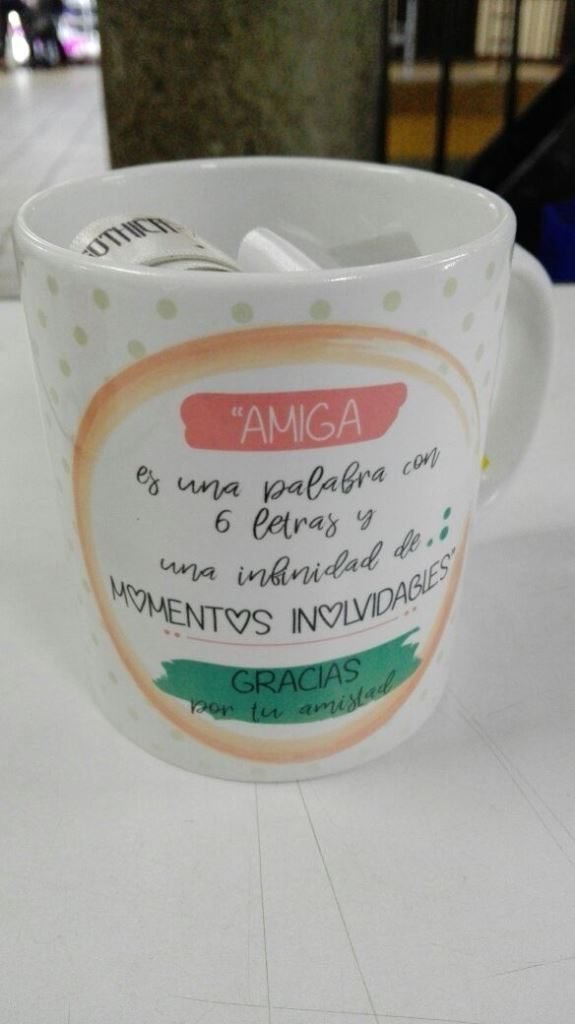 "AMIGA
es una palabra con
6 letras y
una infinidad de
MOMENTOS INOLVIDABLES"
GRACIAS
por tu amistad